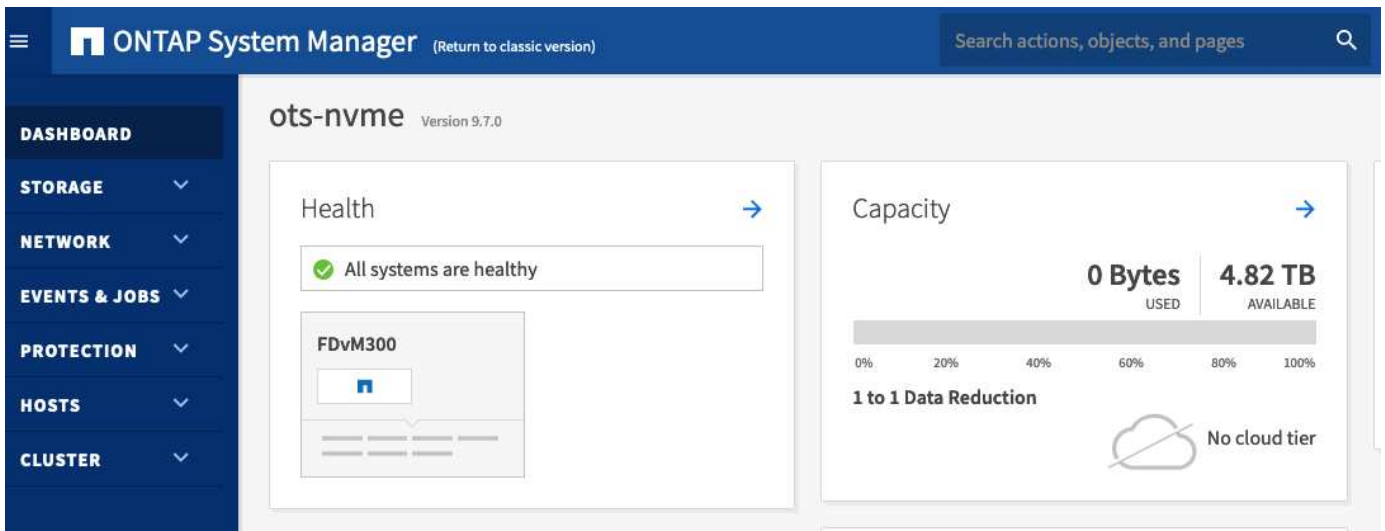 ONTAP System Manager (Return to classic version)
Search actions, objects, and pages
DASHBOARD
STORAGE
NETWORK
EVENTS & JOBS
PROTECTION
HOSTS
CLUSTER
ots-nvme Version 9.7.0
Health
All systems are healthy
FDvM300
Capacity
0 Bytes 4.82 TB
USED AVAILABLE
0% 20% 40% 60% 80% 100%
1 to 1 Data Reduction
No cloud tier